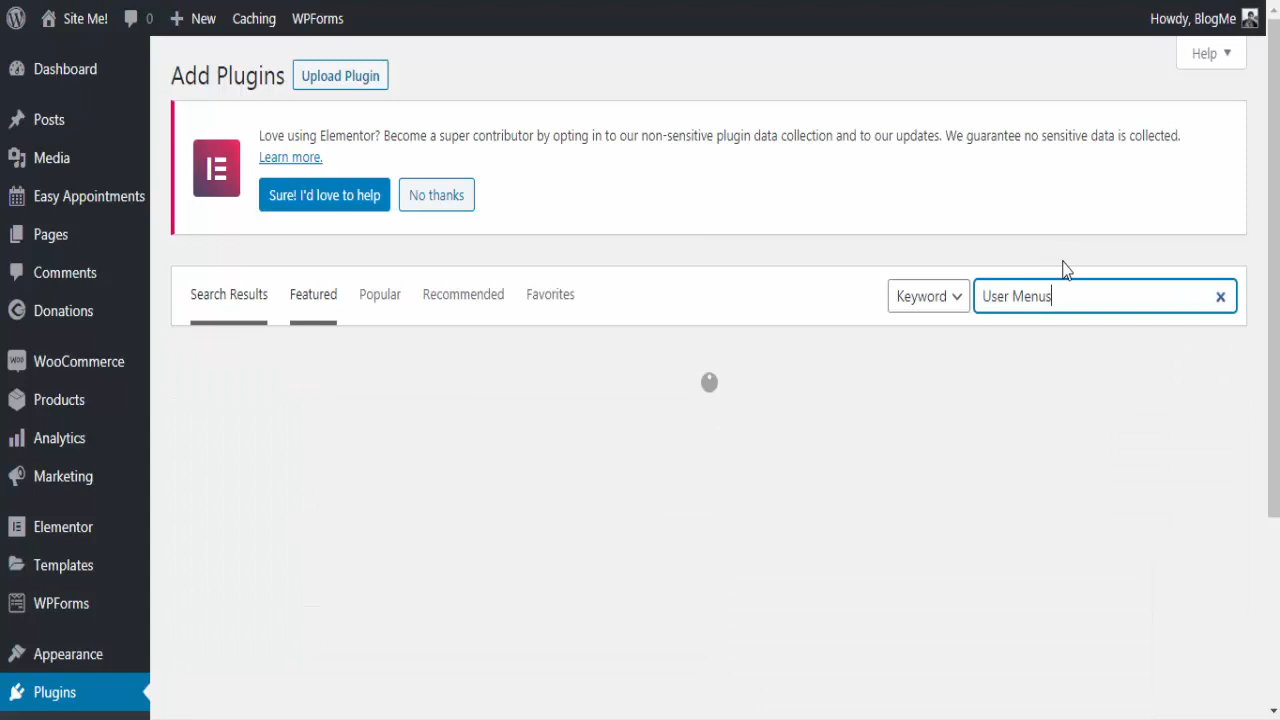 Site Me! 0 New Caching WPForms Howdy, BlogMe
Dashboard
Posts
Media
Easy Appointments
Pages
Comments
Donations
WooCommerce
Products
Analytics
Marketing
Elementor
Templates
WPForms
Appearance
Plugins
Help
Add Plugins Upload Plugin
Love using Elementor? Become a super contributor by opting in to our non-sensitive plugin data collection and to our updates. We guarantee no sensitive data is collected.
Learn more.
Sure! I'd love to help No thanks
Search Results Featured Popular Recommended Favorites Keyword User Menus